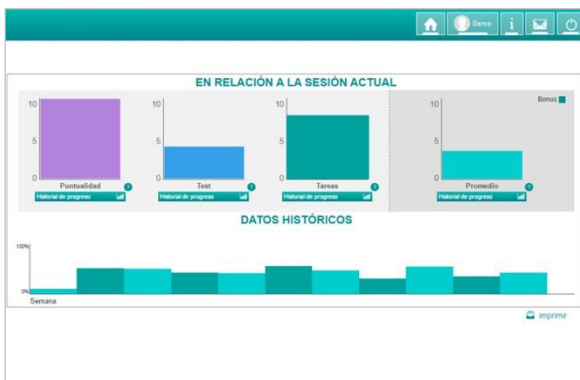 Demo
EN RELACIÓN A LA SESIÓN ACTUAL
10
5
0
Puntualidad
?
Historial de progreso
10
5
0
Test
?
Historial de progreso
10
5
0
Tareas
?
Historial de progreso
Bonus
10
5
0
Promedio
?
Historial de progreso
DATOS HISTÓRICOS
100%
0%
Semana
imprimir